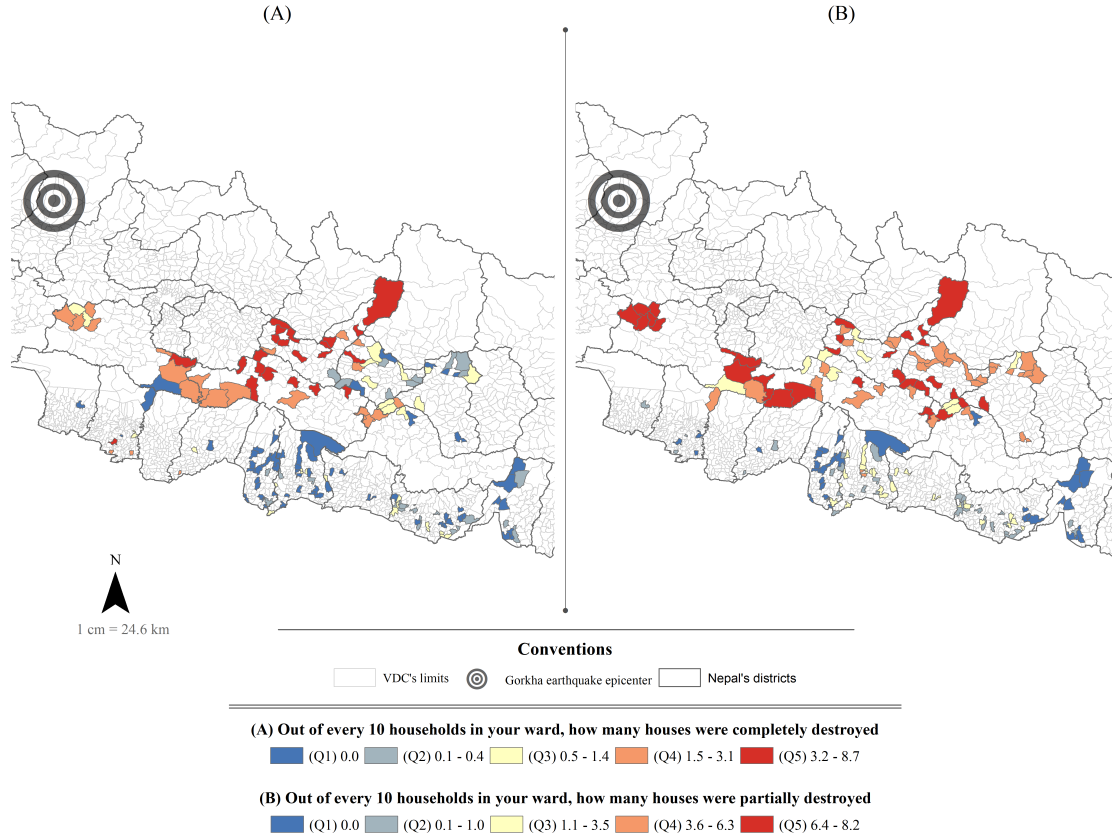 (A)
(B)
N
1 cm = 24.6 km
Conventions
VDC's limits
Gorkha earthquake epicenter
Nepal's districts
(A) Out of every 10 households in your ward, how many houses were completely destroyed
(Q1) 0.0 (Q2) 0.1 - 0.4 (Q3) 0.5 - 1.4 (Q4) 1.5 - 3.1 (Q5) 3.2 - 8.7
(B) Out of every 10 households in your ward, how many houses were partially destroyed
(Q1) 0.0 (Q2) 0.1 - 1.0 (Q3) 1.1 - 3.5 (Q4) 3.6 - 6.3 (Q5) 6.4 - 8.2